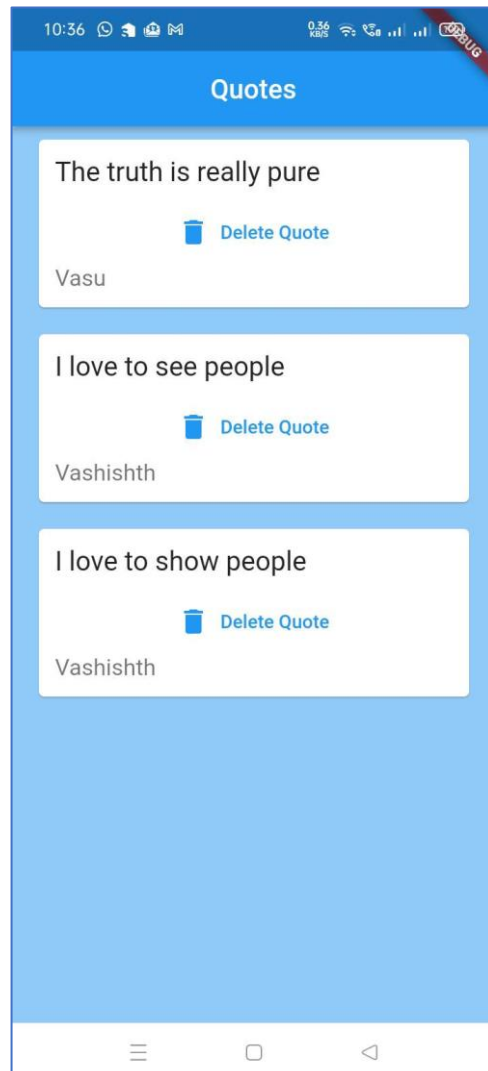 10:36
0.36
KB/S
DEBUG
Quotes
The truth is really pure
Delete Quote
Vasu
I love to see people
Delete Quote
Vashishth
I love to show people
Delete Quote
Vashishth